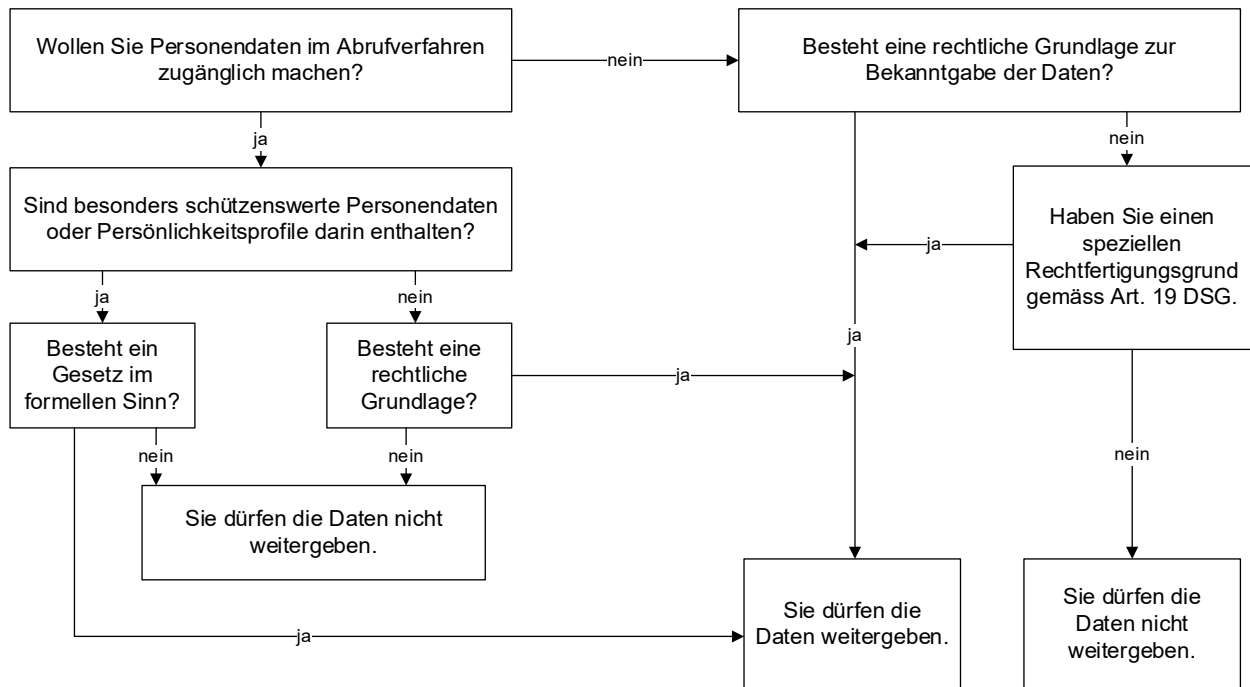 Wollen Sie Personendaten im Abrufverfahren
zugänglich machen?
nein
Besteht eine rechtliche Grundlage zur
Bekanntgabe der Daten?
ja
nein
Sind besonders schützenswerte Personendaten
oder Persönlichkeitsprofile darin enthalten?
Haben Sie einen
speziellen
Rechtfertigungsgrund
gemäss Art. 19 DSG.
ja
ja
nein
ja
Besteht ein
Gesetz im
formellen Sinn?
Besteht eine
rechtliche
Grundlage?
ja
nein
nein
nein
Sie dürfen die Daten nicht
weitergeben.
ja
Sie dürfen die
Daten weitergeben.
Sie dürfen die
Daten nicht
weitergeben.